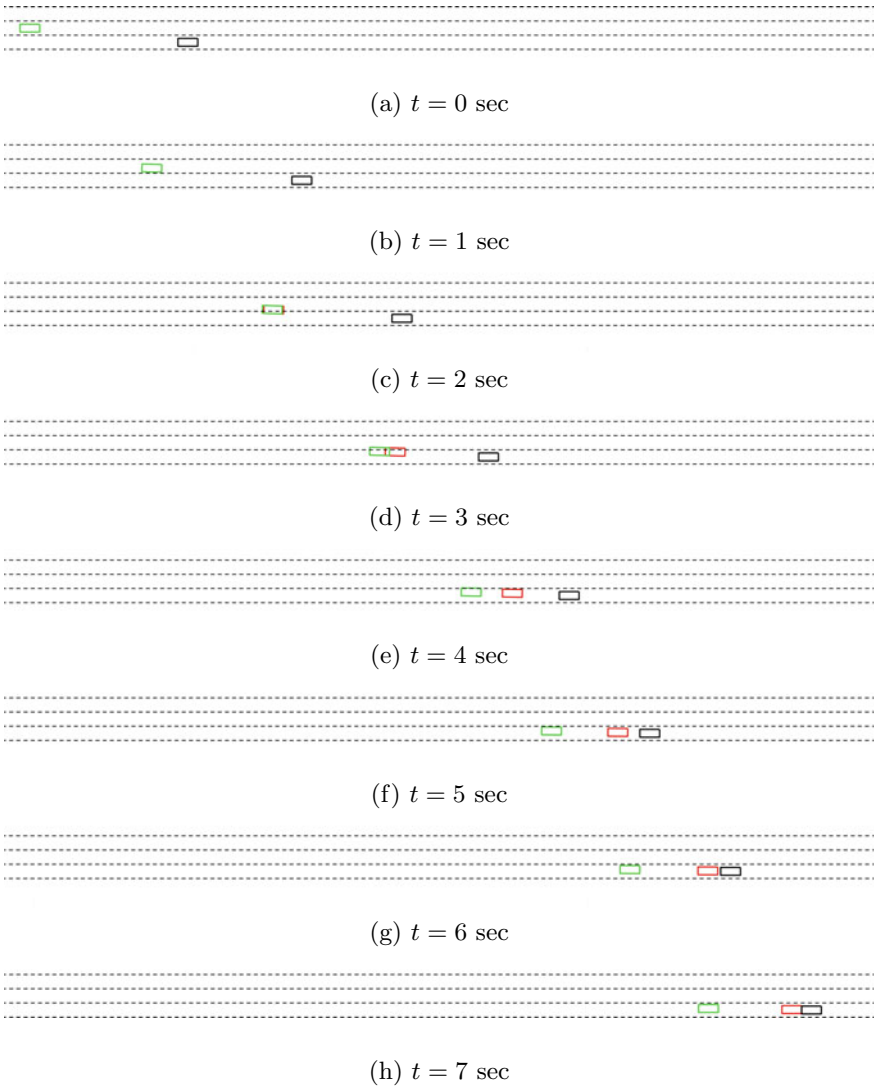 (a) t = 0 sec
(b) t = 1 sec
(c) t = 2 sec
(d) t = 3 sec
(e) t = 4 sec
(f) t = 5 sec
(g) t = 6 sec
(h) t = 7 sec